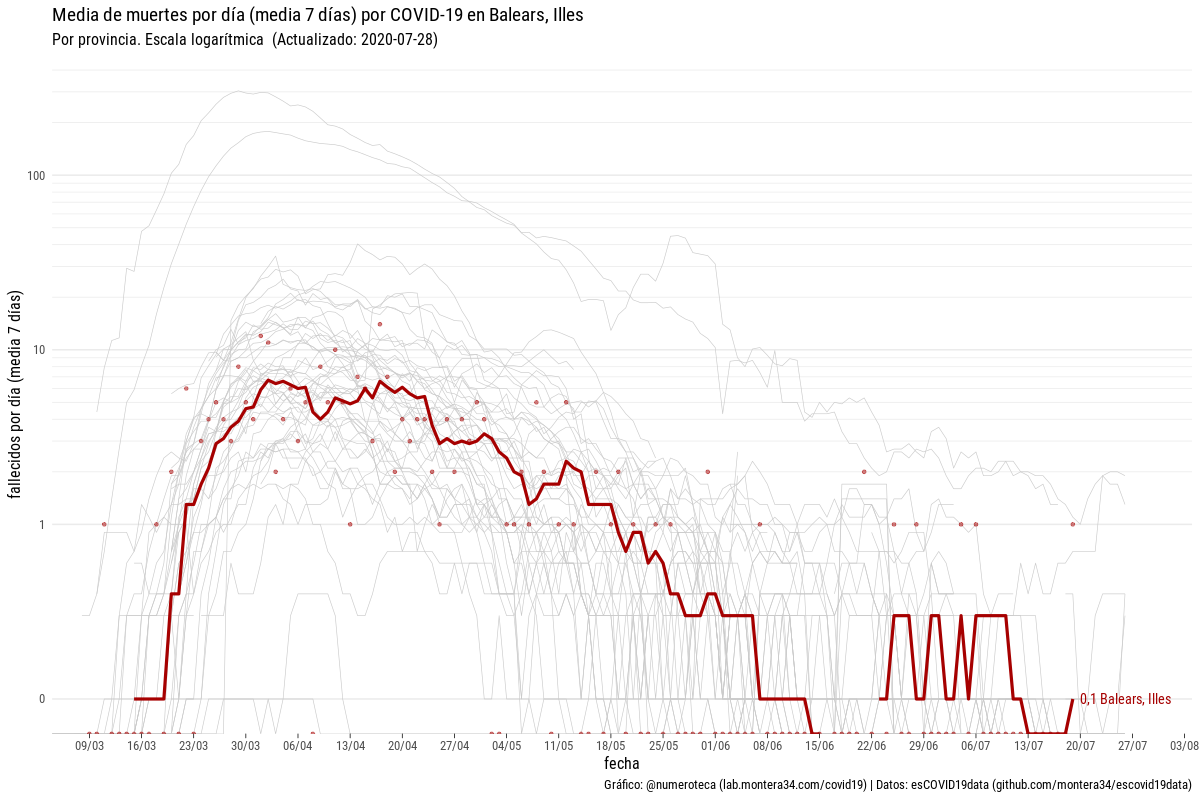 Media de muertes por día (media 7 días) por COVID-19 en Balears, Illes
Por provincia. Escala logarítmica  (Actualizado: 2020-07-28)
fallecidos por día (media 7 días)
100
10
1
0
0,1 Balears, Illes
09/03 16/03 23/03 30/03 06/04 13/04 20/04 27/04 04/05 11/05 18/05 25/05 01/06 08/06 15/06 22/06 29/06 06/07 13/07 20/07 27/07 03/08
fecha
Gráfico: @numeroteca (lab.montera34.com/covid19) | Datos: esCOVID19data (github.com/montera34/escovid19data)